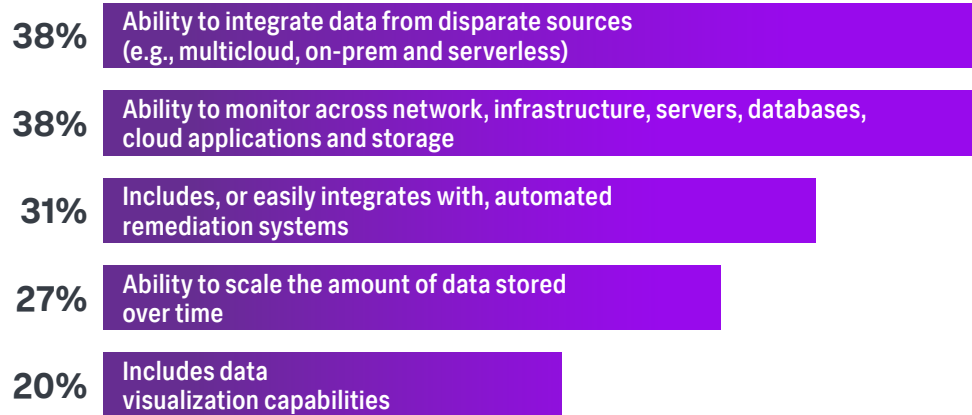 38%
Ability to integrate data from disparate sources
(e.g., multicloud, on-prem and serverless)
38%
Ability to monitor across network, infrastructure, servers, databases,
cloud applications and storage
31%
Includes, or easily integrates with, automated
remediation systems
27%
Ability to scale the amount of data stored
over time
20%
Includes data
visualization capabilities